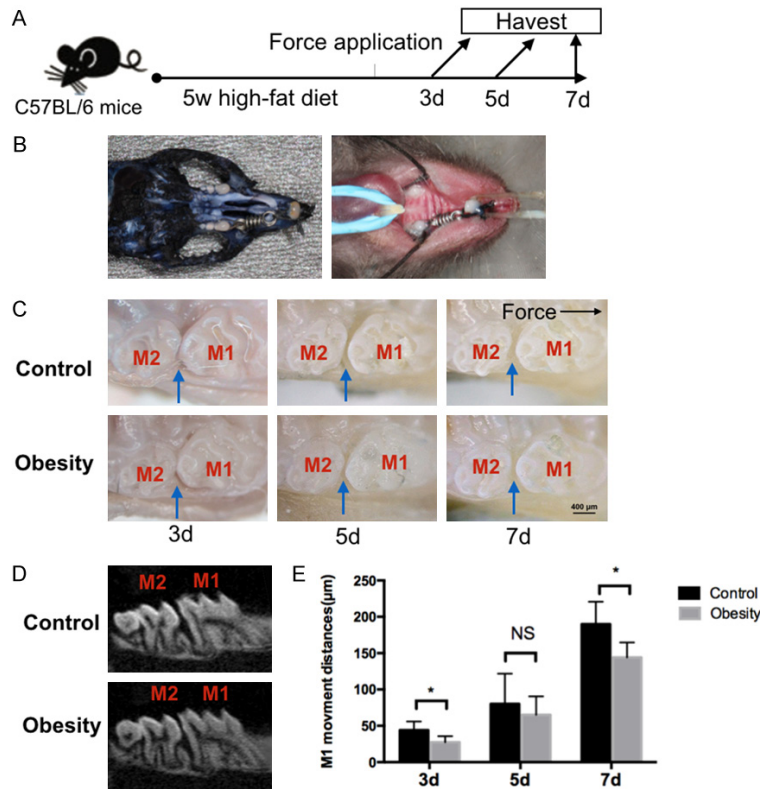 A
Havest
Force application
C57BL/6 mice
5w high-fat diet
3d
5d
7d
B
C
Force
Control
M2
M1
M2
M1
M2
M1
Obesity
M2
M1
M2
M1
M2
M1
400 µm
3d
5d
7d
D
M2
M1
Control
M2
M1
Obesity
E
M1 movment distances(µm)
250
200
150
100
50
0
*
NS
*
Control
Obesity
3d
5d
7d